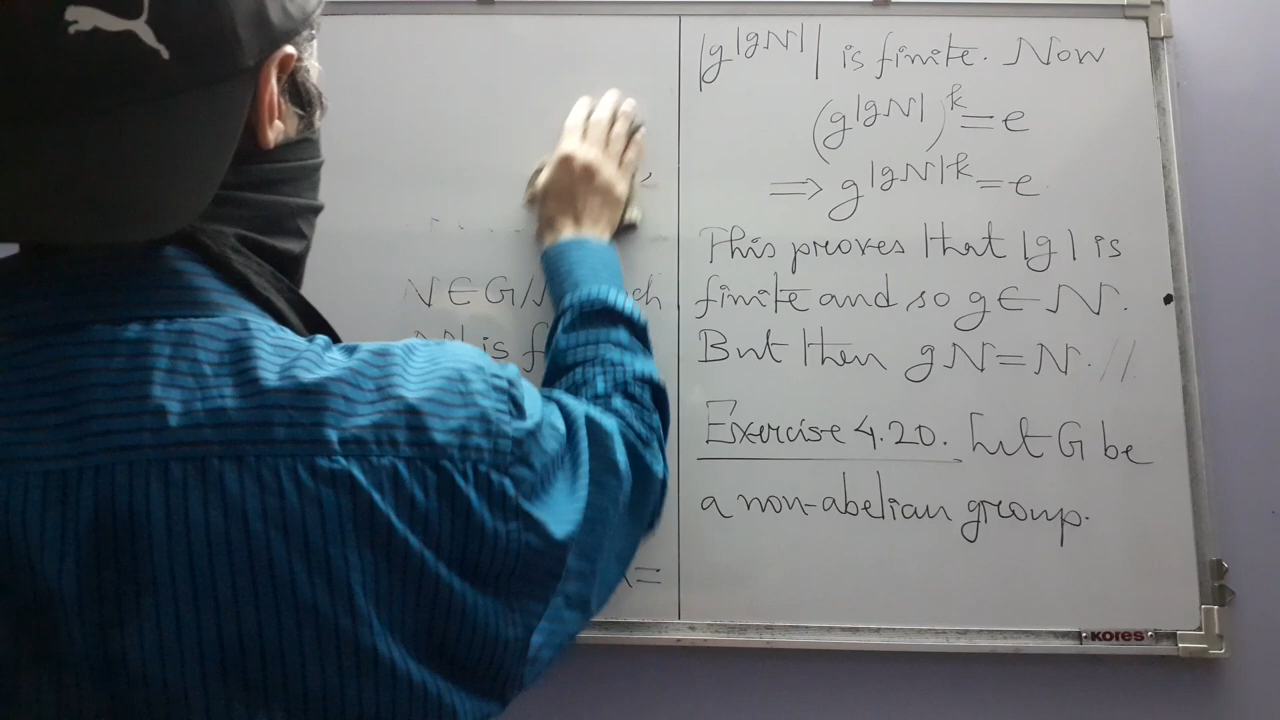 N ∈ G/
is
=
|g^|gN|| is finite. Now
(g^|gN|)^k = e
⟹ g^|gN|k = e.
This proves that |g| is
finite and so g ∈ N.
But then gN = N. //
Exercise 4.20. Let G be
a non-abelian group.
KORES